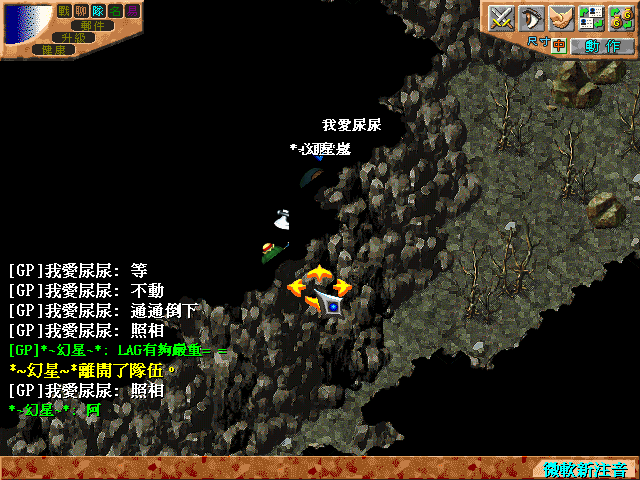 戰 聊 隊 名
郵件
升級
健康
尺寸 中 動作
我愛尿尿
[GP]我愛尿尿: 等
[GP]我愛尿尿: 不動
[GP]我愛尿尿: 通通倒下
[GP]我愛尿尿: 照相
[GP]*~幻星~*: LAG有夠嚴重= =
*~幻星~*離開了隊伍。
[GP]我愛尿尿: 照相
*~幻星~*: 阿
微軟新注音